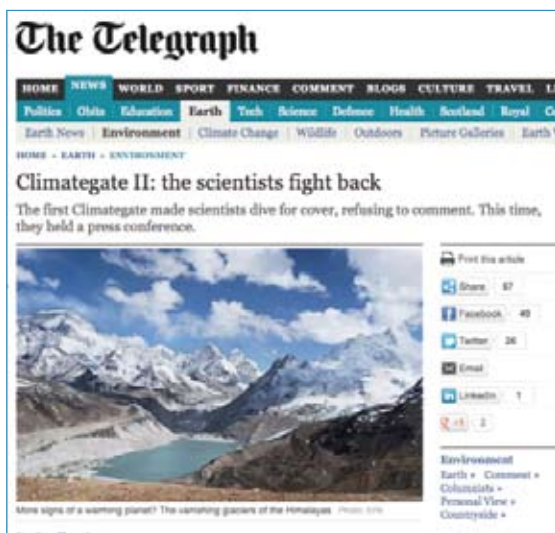 The Telegraph
HOME NEWS WORLD SPORT FINANCE COMMENT BLOGS CULTURE TRAVEL
Politics Obits Education Earth Tech Science Defence Health Scotland Royal
Earth News Environment Climate Change Wildlife Outdoors Picture Galleries Earth
HOME » EARTH » ENVIRONMENT
Climategate II: the scientists fight back
The first Climategate made scientists dive for cover, refusing to comment. This time,
they held a press conference.
Print this article
Share 57
Facebook 49
Twitter 26
Email
LinkedIn 1
+1 2
Environment
Earth » Comment »
Columnists »
Personal View »
Countryside »
More signs of a warming planet? The vanishing glaciers of the Himalayas Photo: